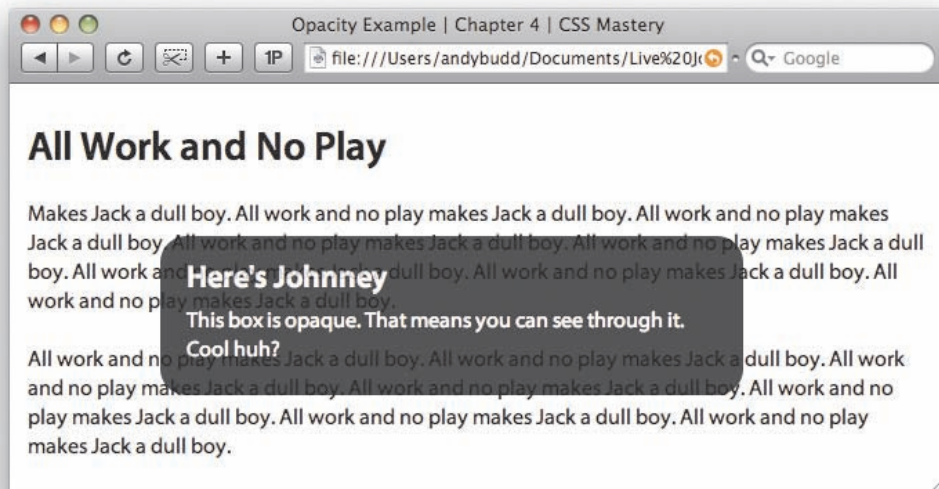 Opacity Example | Chapter 4 | CSS Mastery
1P
file:///Users/andybudd/Documents/Live%20J
Google
All Work and No Play
Makes Jack a dull boy. All work and no play makes Jack a dull boy. All work and no play makes
Jack a dull boy. All work and no play makes Jack a dull boy. All work and no play makes Jack a dull
boy. All work and no play makes Jack a dull boy. All work and no play makes Jack a dull boy. All
work and no play makes Jack a dull boy.
Here's Johnney
This box is opaque. That means you can see through it.
Cool huh?
All work and no play makes Jack a dull boy. All work and no play makes Jack a dull boy. All work
and no play makes Jack a dull boy. All work and no play makes Jack a dull boy. All work and no
play makes Jack a dull boy. All work and no play makes Jack a dull boy. All work and no play
makes Jack a dull boy.